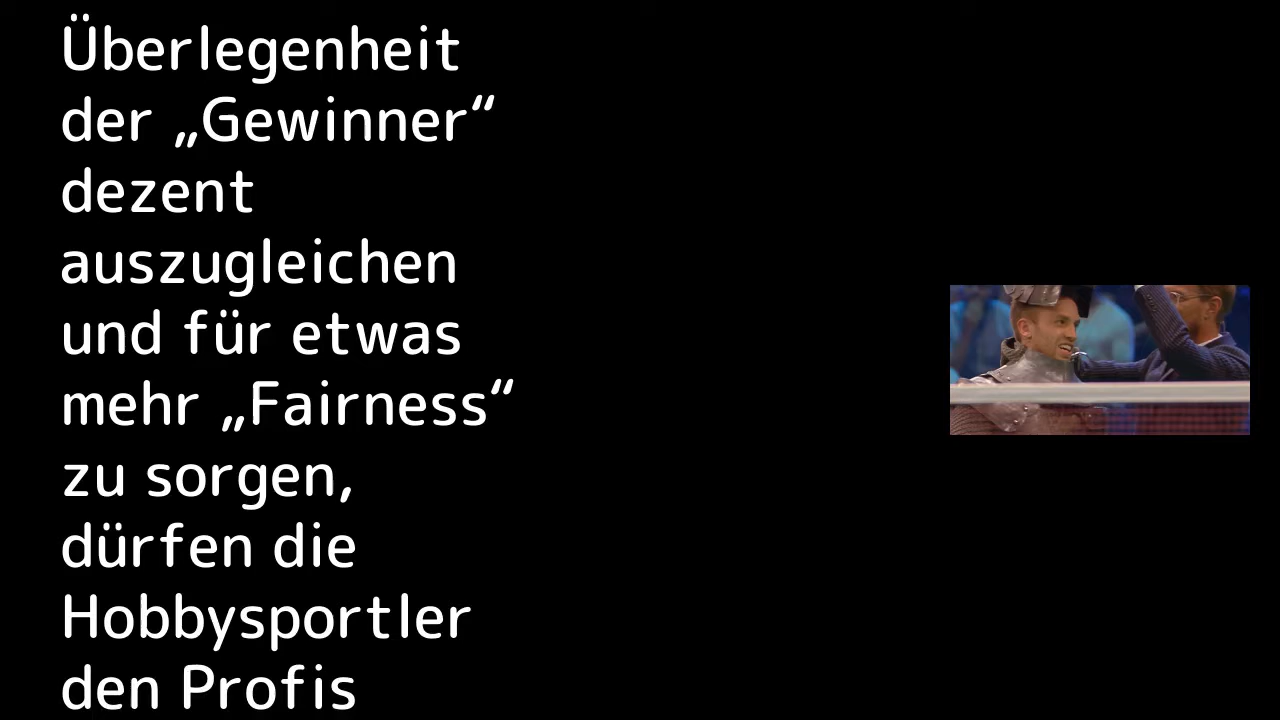 Überlegenheit
der „Gewinner“
dezent
auszugleichen
und für etwas
mehr „Fairness“
zu sorgen,
dürfen die
Hobbysportler
den Profis